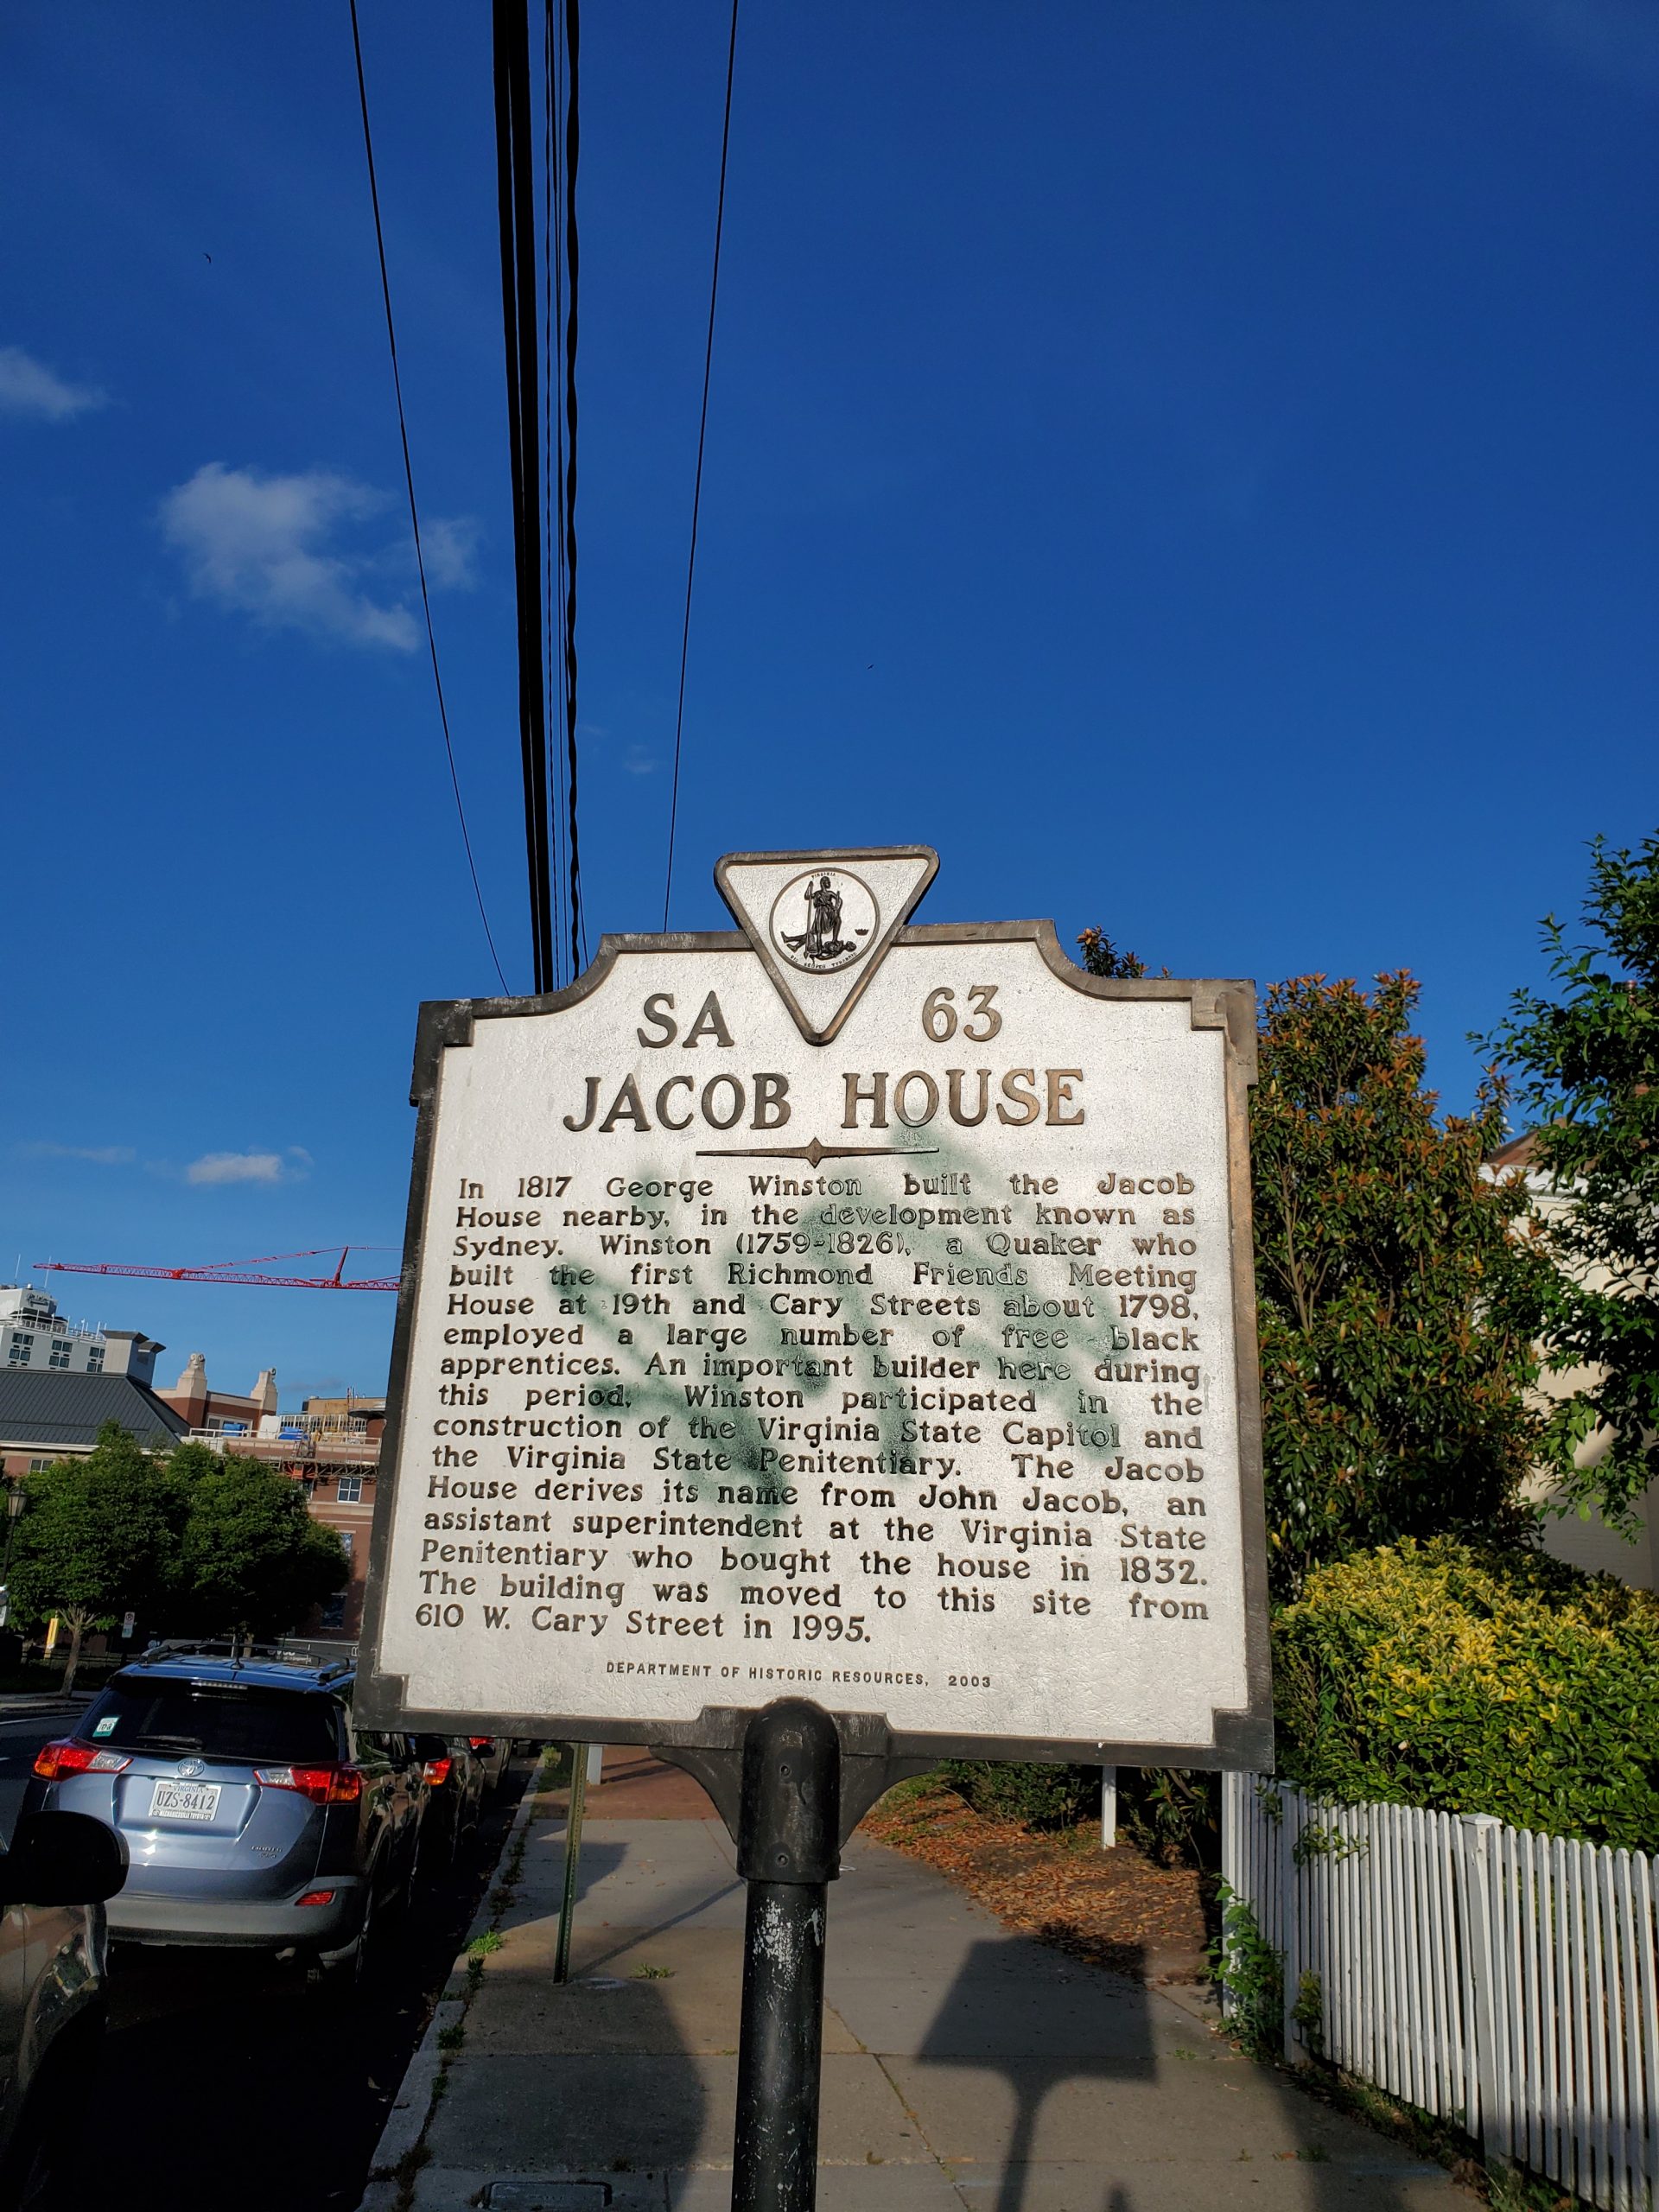 SA 63
JACOB HOUSE
In 1817 George Winston built the Jacob
House nearby, in the development known as
Sydney. Winston (1759-1826), a Quaker who
built the first Richmond Friends Meeting
House at 19th and Cary Streets about 1798,
employed a large number of free black
apprentices. An important builder here during
this period, Winston participated in the
construction of the Virginia State Capitol and
the Virginia State Penitentiary. The Jacob
House derives its name from John Jacob, an
assistant superintendent at the Virginia State
Penitentiary who bought the house in 1832.
The building was moved to this site from
610 W. Cary Street in 1995.
DEPARTMENT OF HISTORIC RESOURCES, 2003
UZS-8412